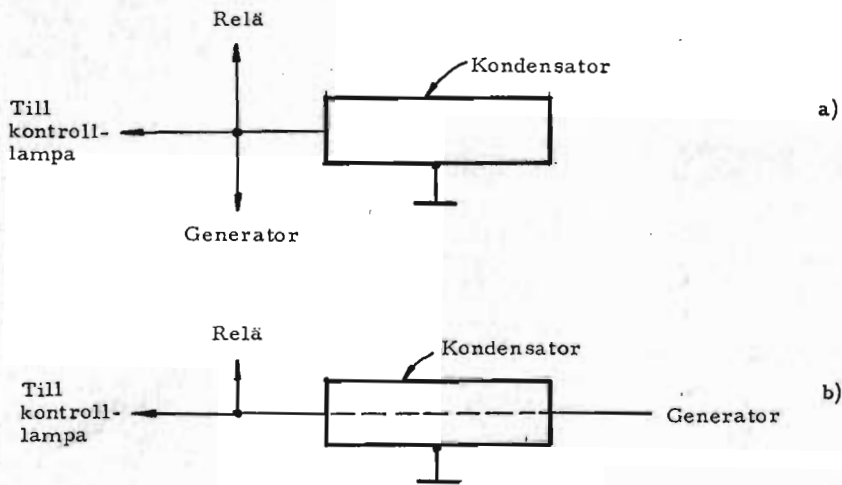 Relä
Kondensator
a)
Till
kontroll-
lampa
Generator
Relä
Kondensator
b)
Till
kontroll-
lampa
Generator